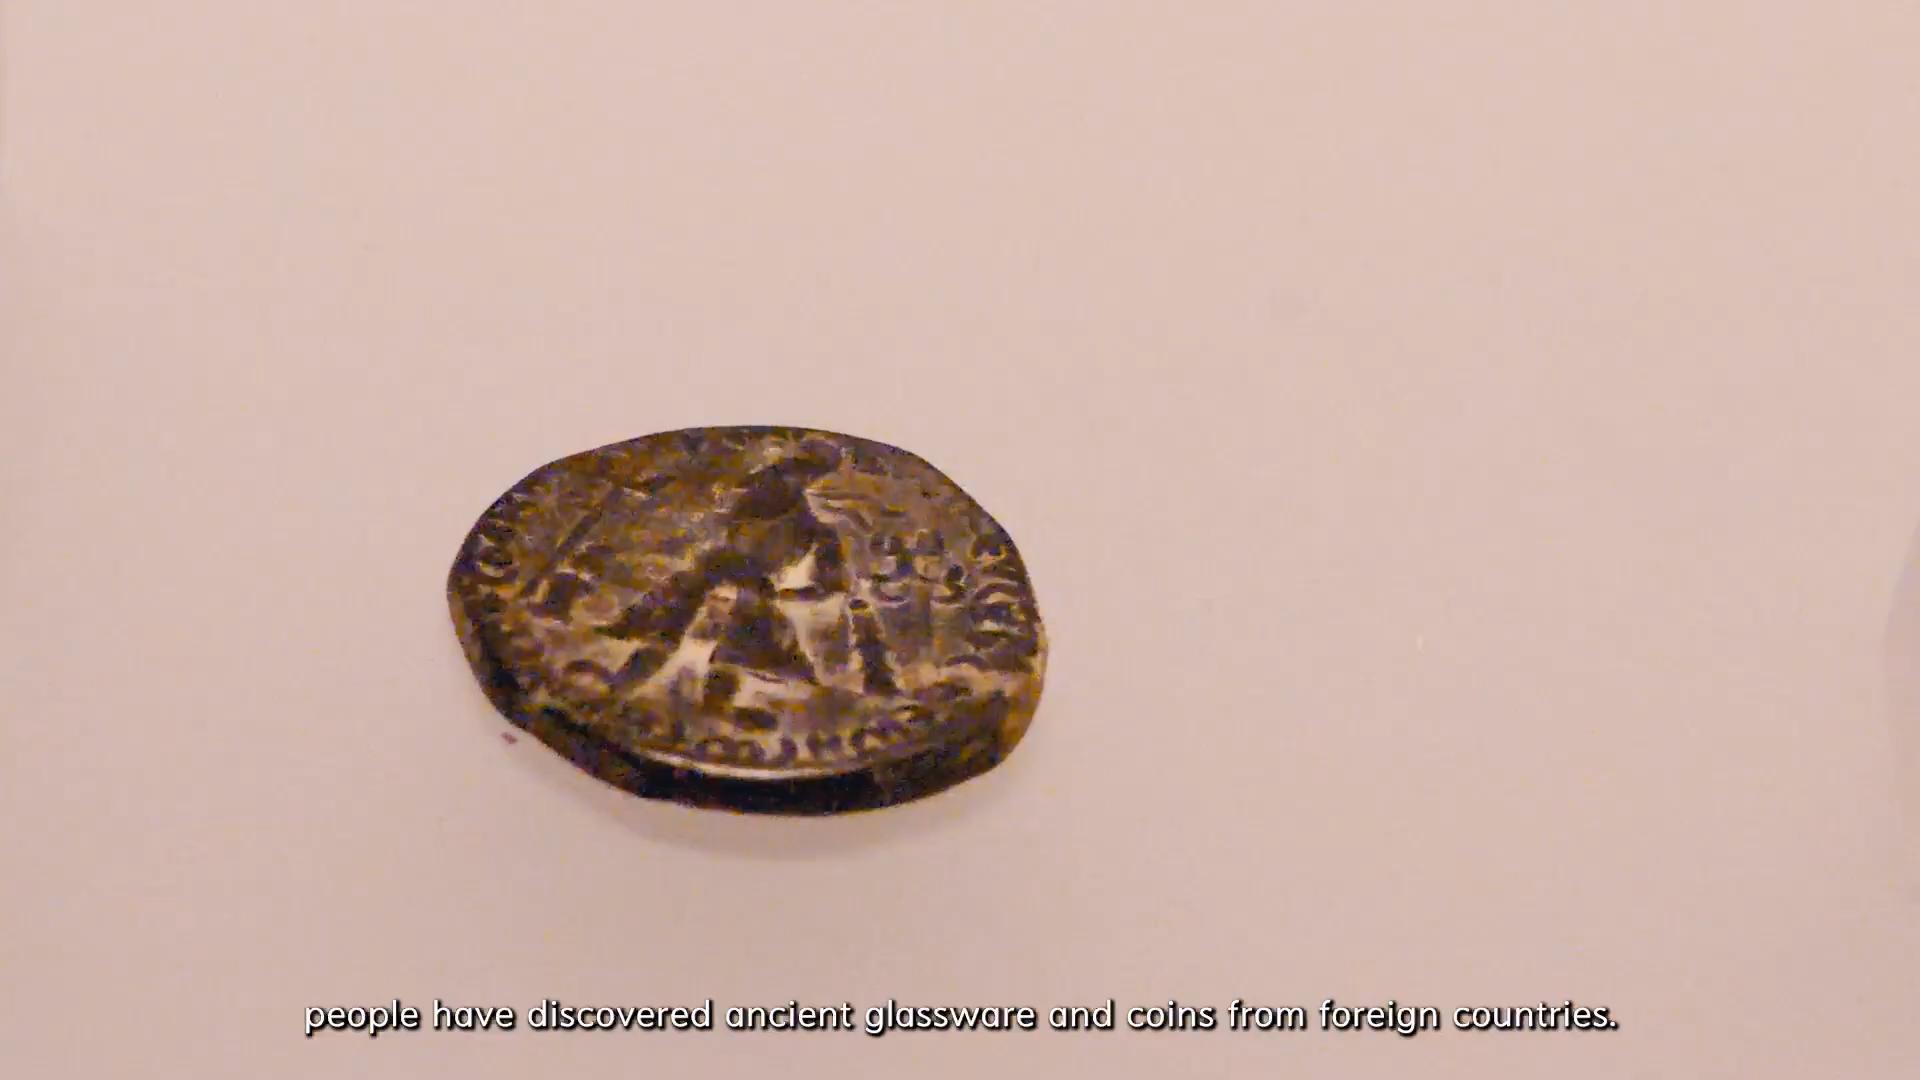 people have discovered ancient glassware and coins from foreign countries.